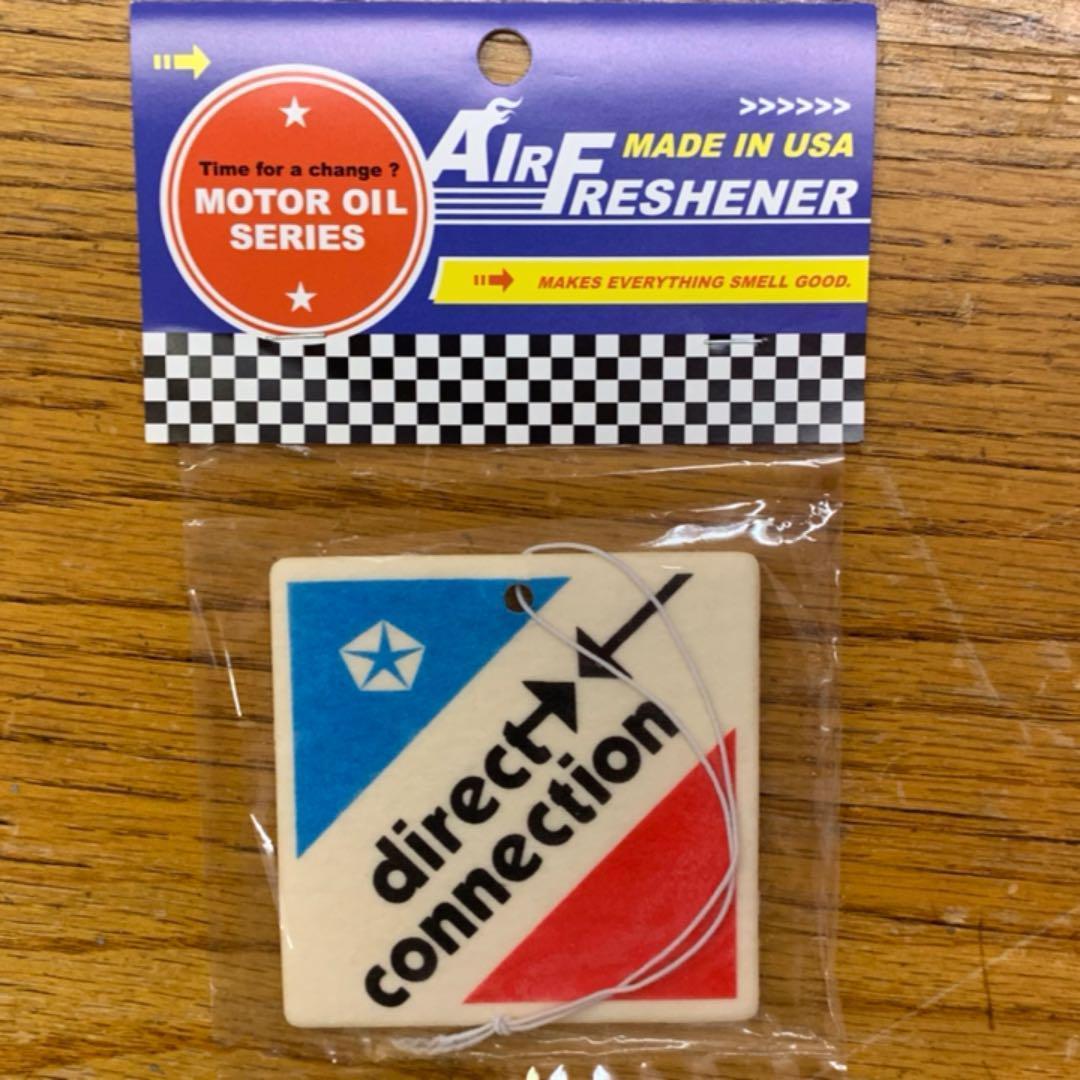 Time for a change ?
MOTOR OIL
SERIES
>>>>>>
MADE IN USA
AIR FRESHENER
MAKES EVERYTHING SMELL GOOD.
direct
connection